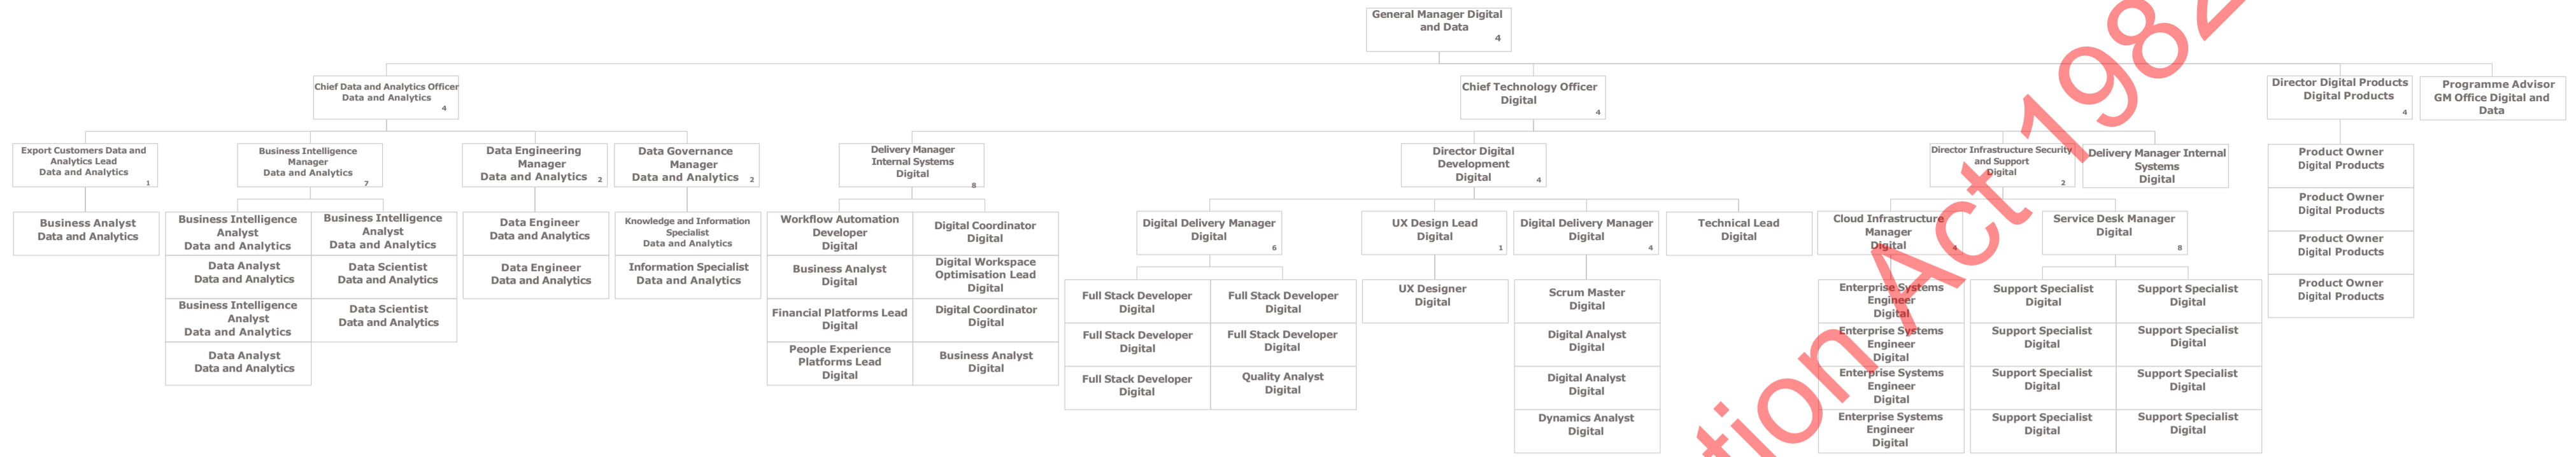 General Manager Digital
and Data
4
Chief Data and Analytics Officer
Data and Analytics
4
Chief Technology Officer
Digital
4
Director Digital Products
Digital Products
4
Programme Advisor
GM Office Digital and
Data
Export Customers Data and
Analytics Lead
Data and Analytics
1
Business Intelligence
Manager
Data and Analytics
7
Data Engineering
Manager
Data and Analytics 2
Data Governance
Manager
Data and Analytics 2
Delivery Manager
Internal Systems
Digital
8
Director Digital
Development
Digital
4
Director Infrastructure Security
and Support
Digital
2
Delivery Manager Internal
Systems
Digital
Product Owner
Digital Products
Product Owner
Digital Products
Product Owner
Digital Products
Product Owner
Digital Products
Business Analyst
Data and Analytics
Business Intelligence
Analyst
Data and Analytics
Business Intelligence
Analyst
Data and Analytics
Data Analyst
Data and Analytics
Data Scientist
Data and Analytics
Business Intelligence
Analyst
Data and Analytics
Data Scientist
Data and Analytics
Data Analyst
Data and Analytics
Data Engineer
Data and Analytics
Data Engineer
Data and Analytics
Knowledge and Information
Specialist
Data and Analytics
Information Specialist
Data and Analytics
Workflow Automation
Developer
Digital
Digital Coordinator
Digital
Business Analyst
Digital
Digital Workspace
Optimisation Lead
Digital
Financial Platforms Lead
Digital
Digital Coordinator
Digital
People Experience
Platforms Lead
Digital
Business Analyst
Digital
Digital Delivery Manager
Digital
6
UX Design Lead
Digital
1
Digital Delivery Manager
Digital
4
Technical Lead
Digital
Full Stack Developer
Digital
Full Stack Developer
Digital
Full Stack Developer
Digital
Full Stack Developer
Digital
Full Stack Developer
Digital
Quality Analyst
Digital
UX Designer
Digital
Scrum Master
Digital
Digital Analyst
Digital
Digital Analyst
Digital
Dynamics Analyst
Digital
Cloud Infrastructure
Manager
Digital
4
Service Desk Manager
Digital
8
Enterprise Systems
Engineer
Digital
Enterprise Systems
Engineer
Digital
Enterprise Systems
Engineer
Digital
Enterprise Systems
Engineer
Digital
Support Specialist
Digital
Support Specialist
Digital
Support Specialist
Digital
Support Specialist
Digital
Support Specialist
Digital
Support Specialist
Digital
Support Specialist
Digital
Support Specialist
Digital
tion Act 1982